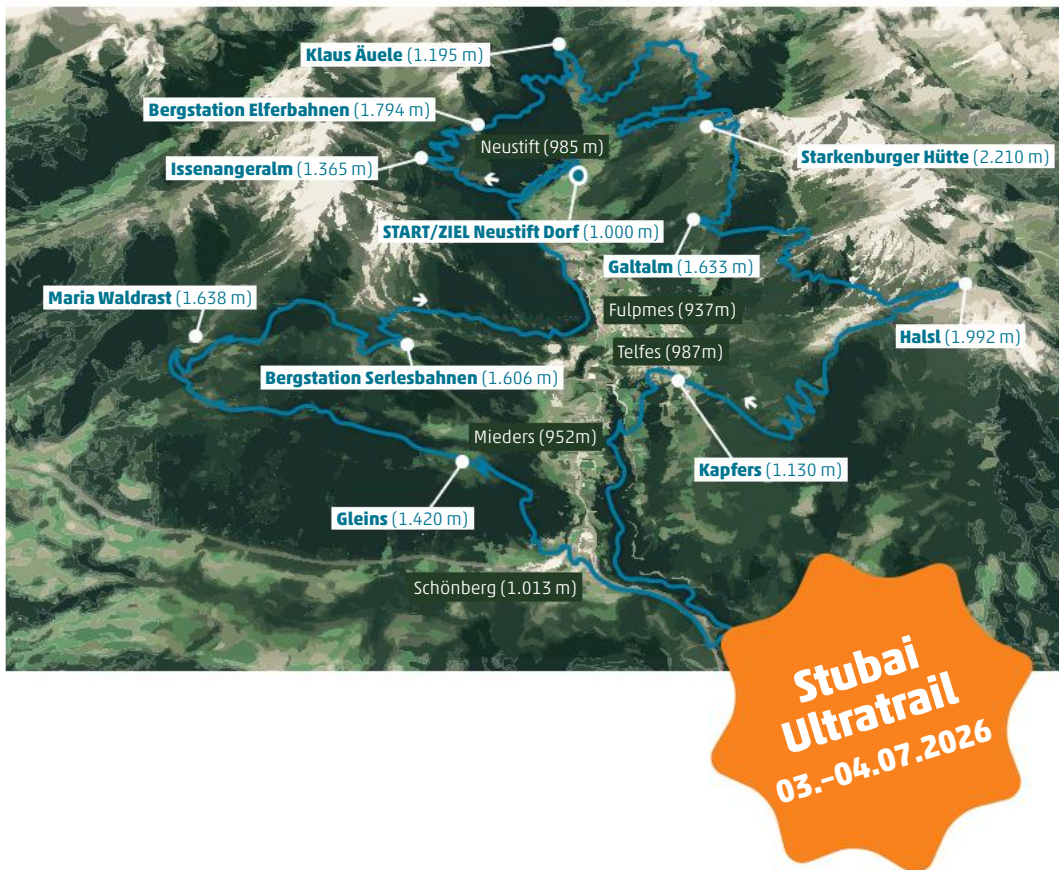 Klaus Äuele (1.195 m)
Bergstation Elferbahnen (1.794 m)
Neustift (985 m)
Issenangeralm (1.365 m)
Starkenburger Hütte (2.210 m)
START/ZIEL Neustift Dorf (1.000 m)
Galtalm (1.633 m)
Maria Waldrast (1.638 m)
Fulpmes (937m)
Halsl (1.992 m)
Telfes (987m)
Bergstation Serlesbahnen (1.606 m)
Mieders (952m)
Kapfers (1.130 m)
Gleins (1.420 m)
Schönberg (1.013 m)
Stubai
Ultratrail
03.–04.07.2026